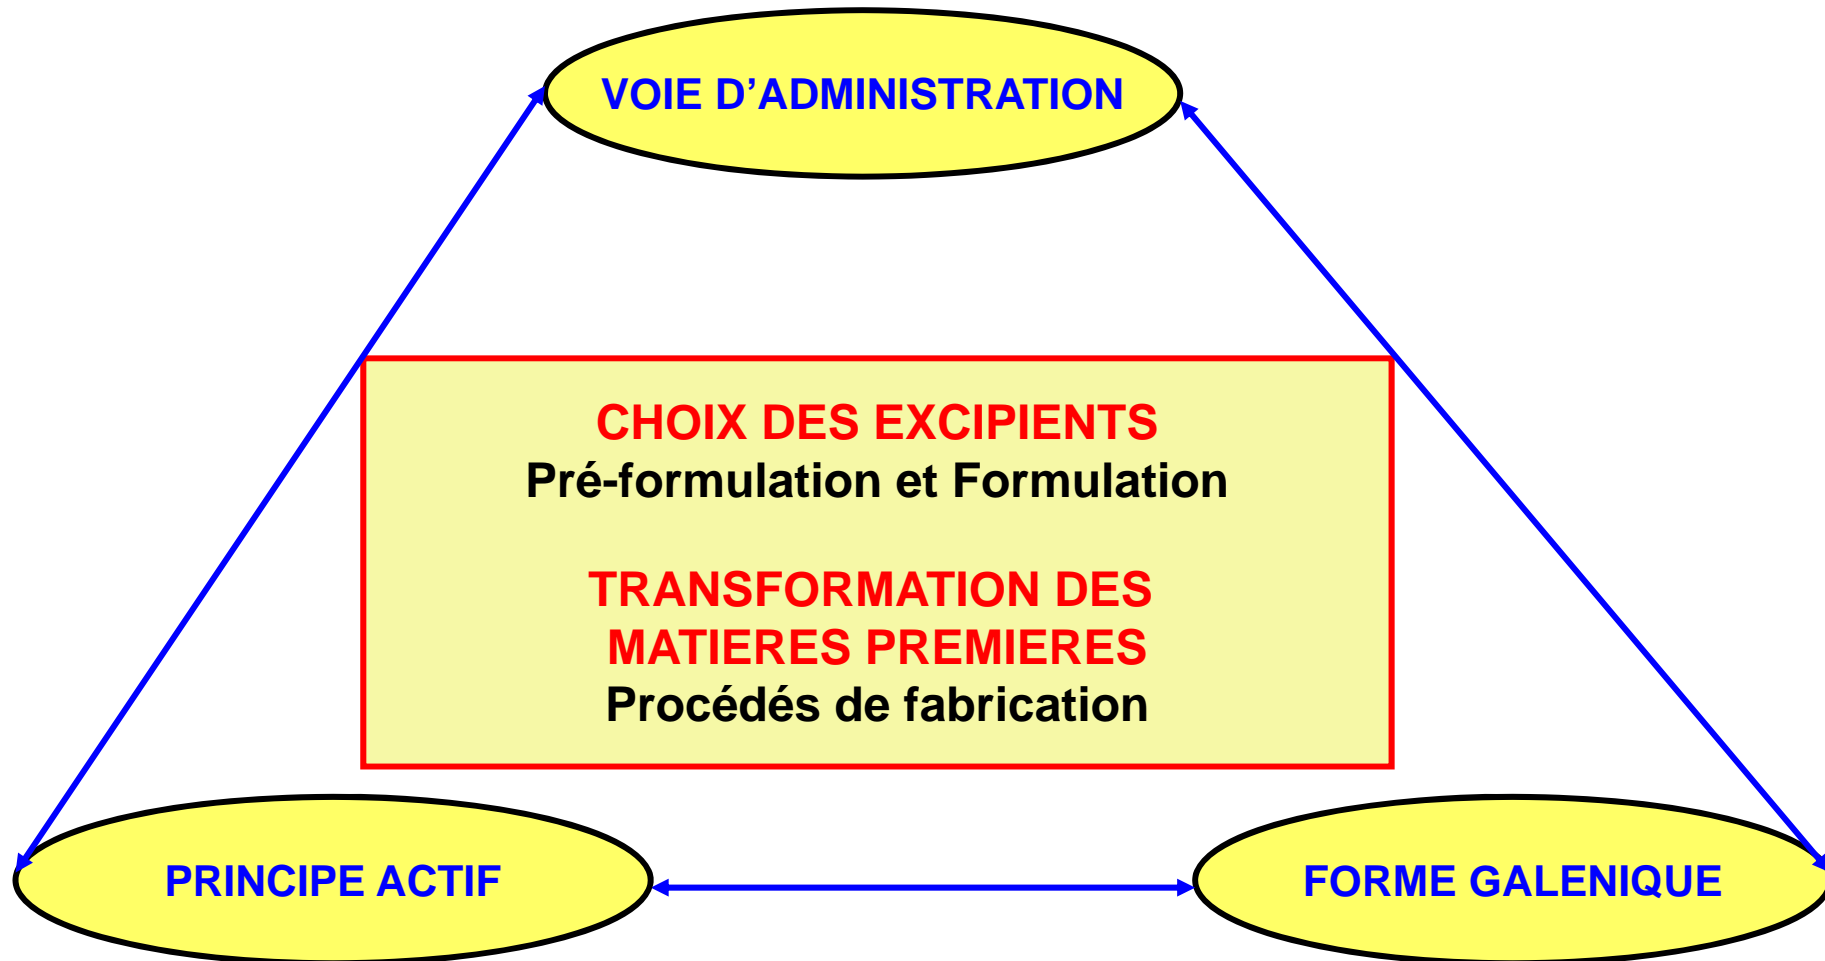 VOIE D’ADMINISTRATION
CHOIX DES EXCIPIENTS
Pré-formulation et Formulation
TRANSFORMATION DES
MATIERES PREMIERES
Procédés de fabrication
PRINCIPE ACTIF
FORME GALENIQUE